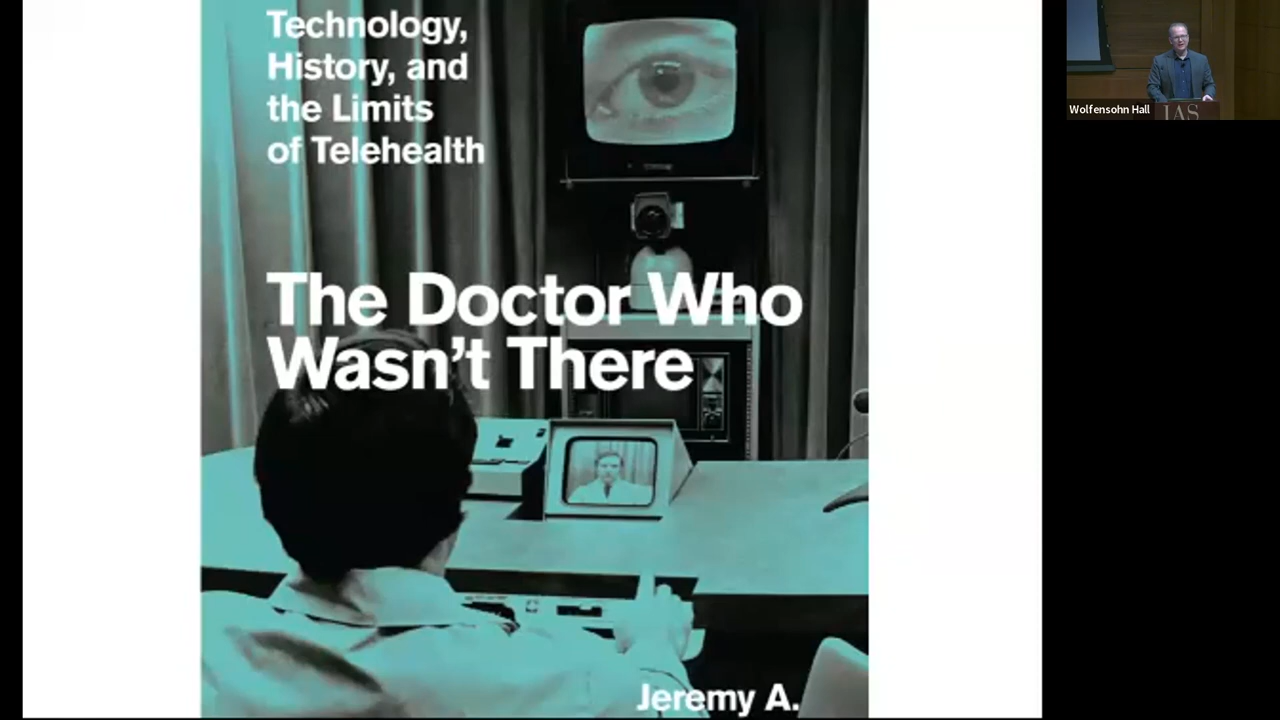 Technology,
History, and
the Limits
of Telehealth
The Doctor Who
Wasn't There
Jeremy A.
Wolfensohn Hall
IAS